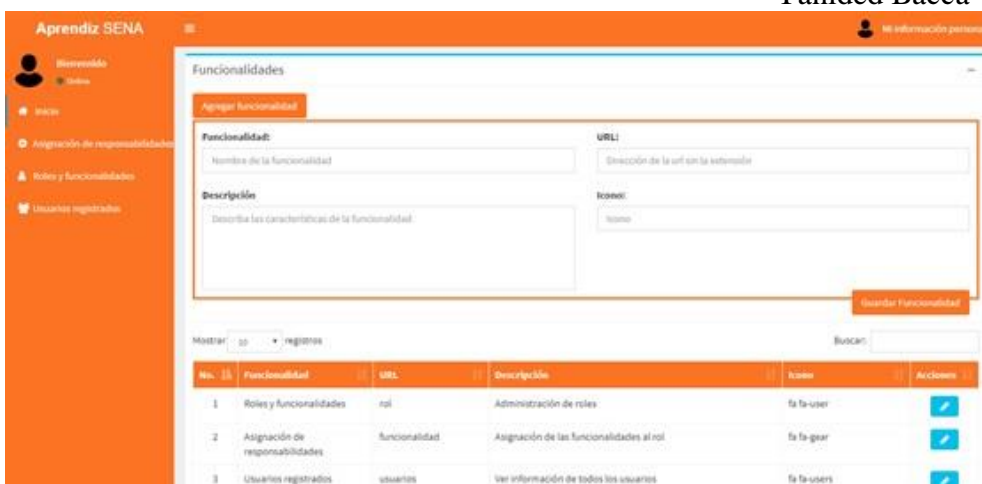 Aprendiz SENA
Mi información persona
Bienvenido
Online
Inicio
Asignación de responsabilidades
Roles y funcionalidades
Usuarios registrados
Funcionalidades
Agregar funcionalidad
Funcionalidad:
URL:
Nombre de la funcionalidad
Dirección de la url sin la extensión
Descripción
Icono:
Describa las características de la funcionalidad
Icono
Guardar Funcionalidad
Mostrar 10 registros
Buscar:
No. Funcionalidad URL Descripción Icono Acciones
1 Roles y funcionalidades rol Administración de roles fa fa-user
2 Asignación de responsabilidades funcionalidad Asignación de las funcionalidades al rol fa fa-gear
3 Usuarios registrados usuarios Ver información de todos los usuarios fa fa-users